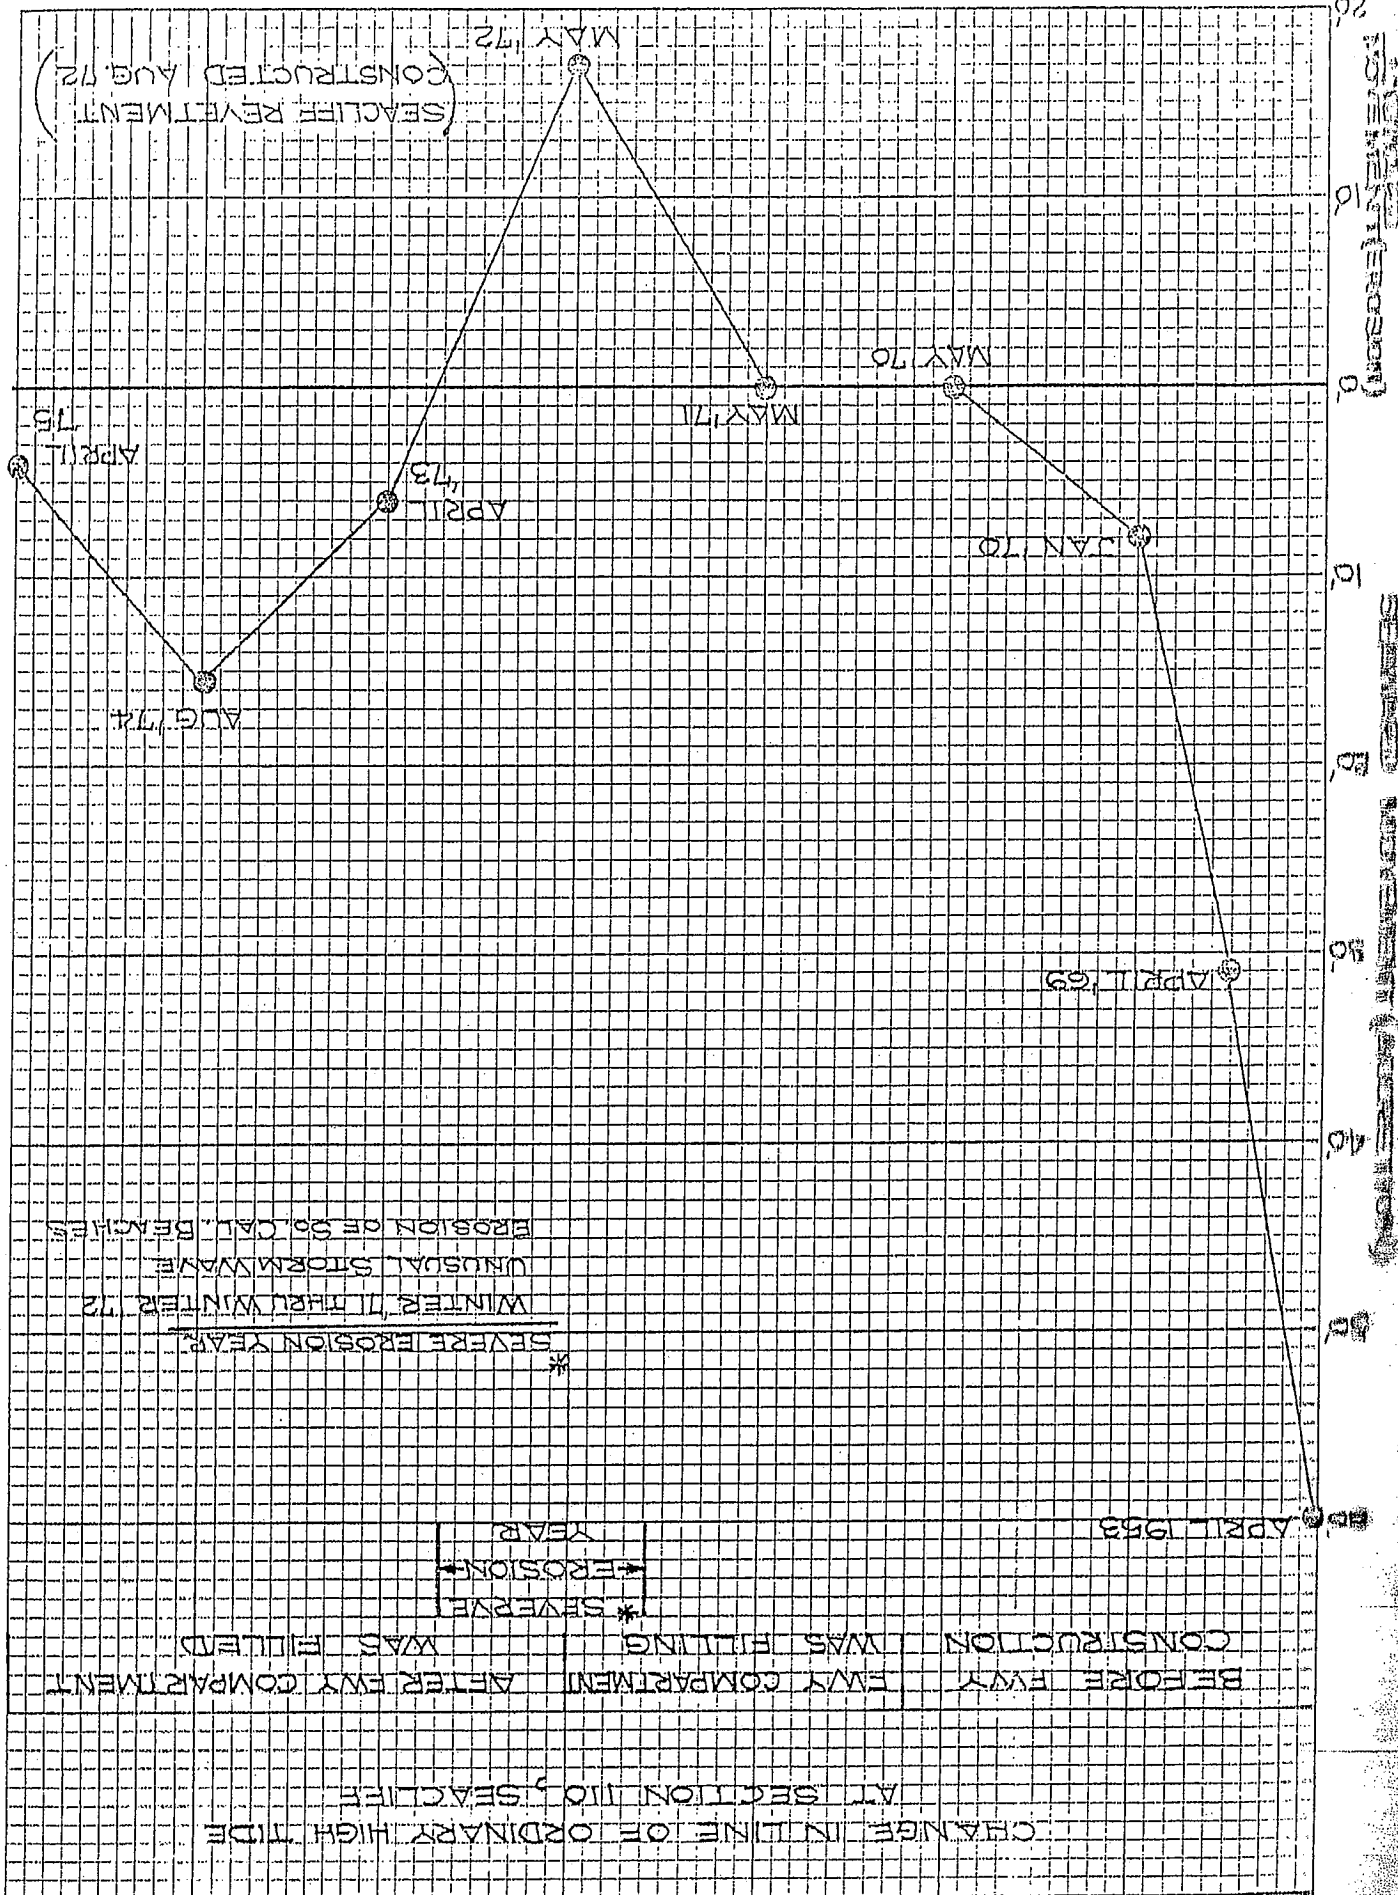 CHANGE IN LINE OF ORDINARY HIGH TIDE
AT SECTION 110, SEACLIFF
BEFORE FWY
CONSTRUCTION
FWY COMPARTMENT
WAS FILLING
AFTER FWY COMPARTMENT
WAS FILLED
* SEVERVE
EROSION
YEAR
60'
APRIL 1953
*
SEVERE EROSION YEAR
WINTER '71 THRU WINTER '72
UNUSUAL STORM WAVE
EROSION OF SO. CAL. BEACHES
50'
40'
30'
APRIL '69
20'
AUG '74
10'
JAN '70
APRIL
'73
APRIL
'75
MAY '71
0'
MAY '70
10'
(SEACLIFF REVETMENT
CONSTRUCTED AUG. 72)
MAY '72
20'